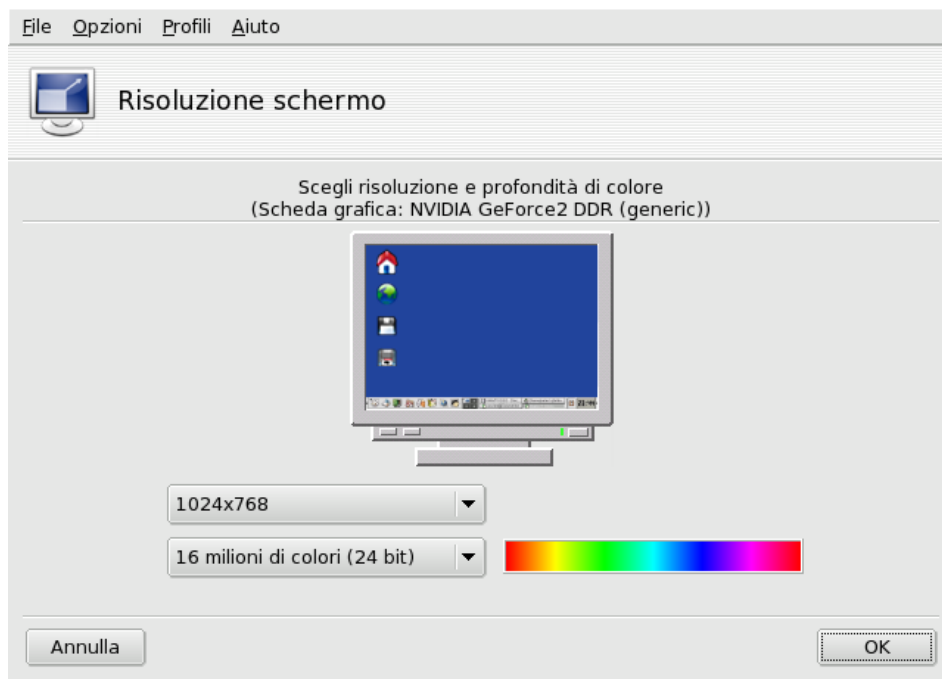 File Opzioni Profili Aiuto
Risoluzione schermo
Scegli risoluzione e profondità di colore
(Scheda grafica: NVIDIA GeForce2 DDR (generic))
1024x768
16 milioni di colori (24 bit)
Annulla OK